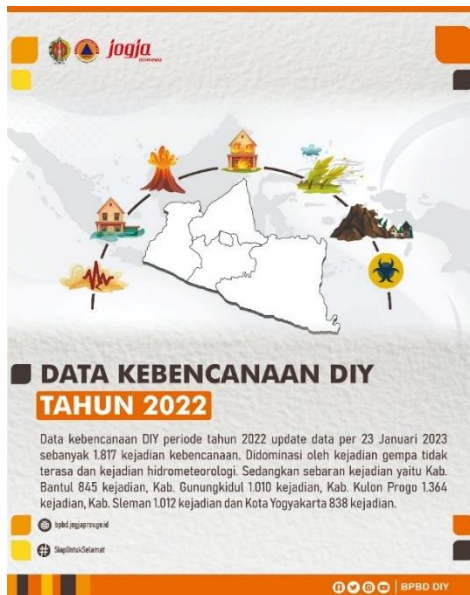 jogja
istimewa
DATA KEBENCANAAN DIY
TAHUN 2022
Data kebencanaan DIY periode tahun 2022 update data per 23 Januari 2023
sebanyak 1.817 kejadian kebencanaan. Didominasi oleh kejadian gempa tidak
terasa dan kejadian hidrometeorologi. Sedangkan sebaran kejadian yaitu Kab.
Bantul 845 kejadian, Kab. Gunungkidul 1.010 kejadian, Kab. Kulon Progo 1.364
kejadian, Kab. Sleman 1.012 kejadian dan Kota Yogyakarta 838 kejadian.
bpbd.jogjaprov.go.id
SiapUntukSelamat
BPBD DIY